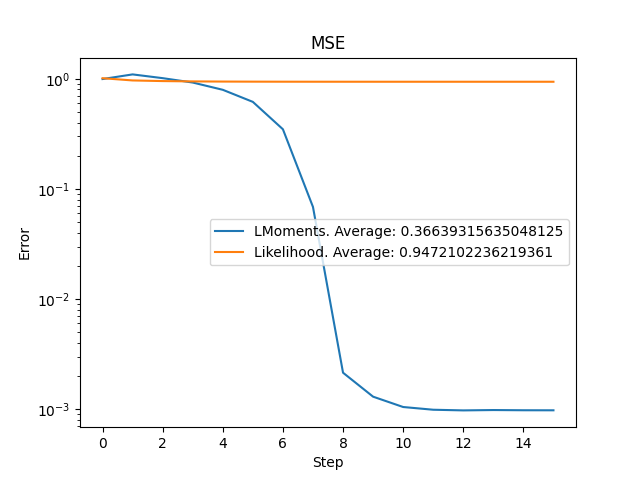 MSE
10⁰
10⁻¹
10⁻²
10⁻³
Error
LMoments. Average: 0.36639315635048125
Likelihood. Average: 0.9472102236219361
0 2 4 6 8 10 12 14
Step